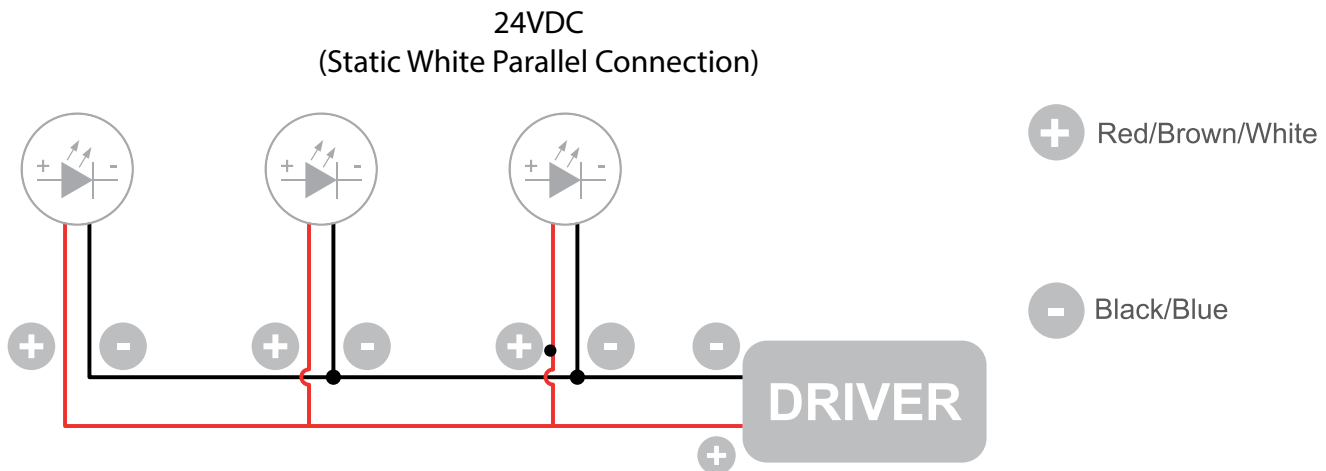 24VDC
(Static White Parallel Connection)
+ -
+ -
+ -
+ Red/Brown/White
- Black/Blue
+ -
+ -
+ -
-
DRIVER
+